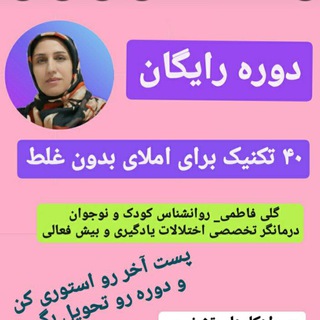 دوره رایگان
۴۰ تکنیک برای املای بدون غلط
گلی فاطمی_ روانشناس کودک و نوجوان
درمانگر تخصصی اختلالات یادگیری و بیش فعالی
پست آخر رو استوری کن
و دوره رو تحویل